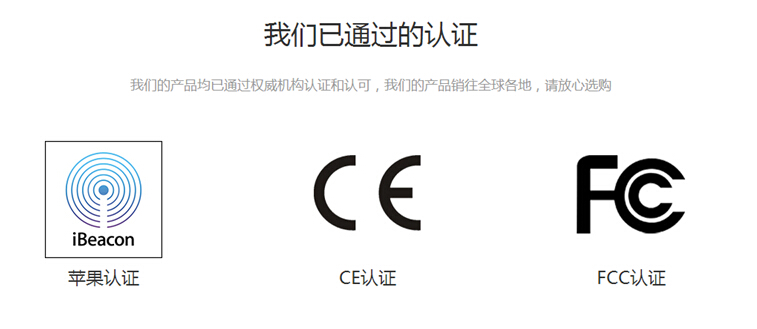 我们已通过的认证
我们的产品均已通过权威机构认证和认可，我们的产品销往全球各地，请放心选购
iBeacon
CE
FCC
苹果认证
CE认证
FCC认证